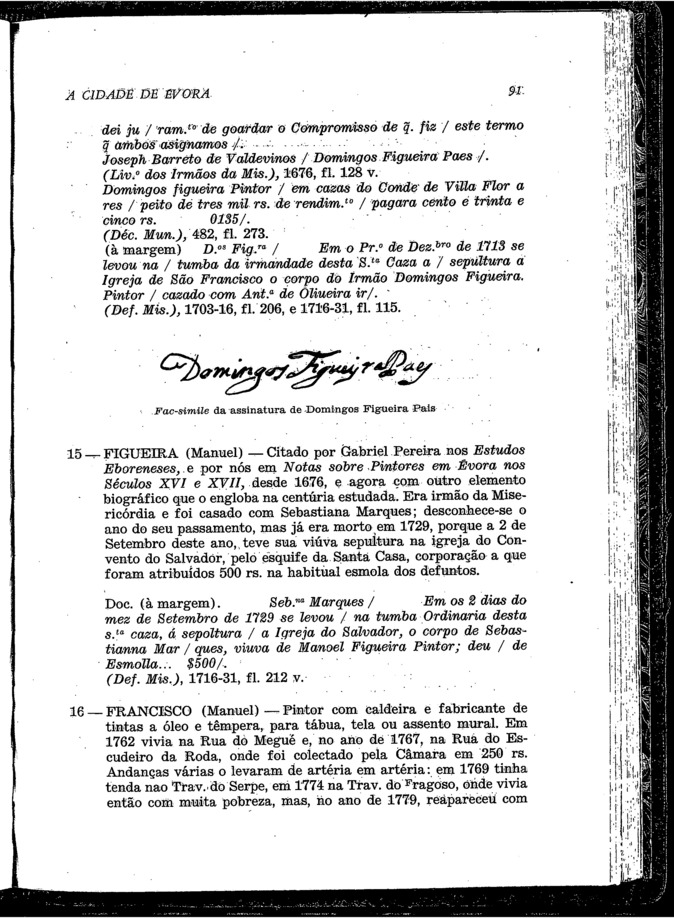 A CIDADE DE ÉVORA 91
dei ju / ram.to de goardar o Compromisso de q̃. fiz / este termo
q̃ ambos asignamos /.
Joseph Barreto de Valdevinos / Domingos Figueira Paes /.
(Liv.º dos Irmãos da Mis.), 1676, fl. 128 v.
Domingos figueira Pintor / em cazas do Conde de Villa Flor a
res / peito de tres mil rs. de rendim.to / pagara cento e trinta e
cinco rs. 0135/.
(Déc. Mun.), 482, fl. 273.
(à margem) D.os Fig.ra / Em o Pr.º de Dez.bro de 1713 se
levou na / tumba da irmandade desta S.ta Caza a / sepultura a
Igreja de São Francisco o corpo do Irmão Domingos Figueira.
Pintor / cazado com Ant.a de Oliueira ir/.
(Def. Mis.), 1703-16, fl. 206, e 1716-31, fl. 115.
Domingos Figueyra Pay
Fac-simile da assinatura de Domingos Figueira Pais
15 — FIGUEIRA (Manuel) — Citado por Gabriel Pereira nos Estudos
Eborenses, e por nós em Notas sobre Pintores em Évora nos
Séculos XVI e XVII, desde 1676, e agora com outro elemento
biográfico que o engloba na centúria estudada. Era irmão da Mise-
ricórdia e foi casado com Sebastiana Marques; desconhece-se o
ano do seu passamento, mas já era morto em 1729, porque a 2 de
Setembro deste ano, teve sua viúva sepultura na igreja do Con-
vento do Salvador, pelo esquife da Santa Casa, corporação a que
foram atribuídos 500 rs. na habitual esmola dos defuntos.
Doc. (à margem). Seb.na Marques / Em os 2 dias do
mez de Setembro de 1729 se levou / na tumba Ordinaria desta
s.ta caza, á sepoltura / a Igreja do Salvador, o corpo de Sebas-
tianna Mar / ques, viuva de Manoel Figueira Pintor; deu / de
Esmolla... $500/.
(Def. Mis.), 1716-31, fl. 212 v.
16 — FRANCISCO (Manuel) — Pintor com caldeira e fabricante de
tintas a óleo e têmpera, para tábua, tela ou assento mural. Em
1762 vivia na Rua do Megué e, no ano de 1767, na Rua do Es-
cudeiro da Roda, onde foi colectado pela Câmara em 250 rs.
Andanças várias o levaram de artéria em artéria: em 1769 tinha
tenda nao Trav. do Serpe, em 1774 na Trav. do Fragoso, onde vivia
então com muita pobreza, mas, no ano de 1779, reapareceu com